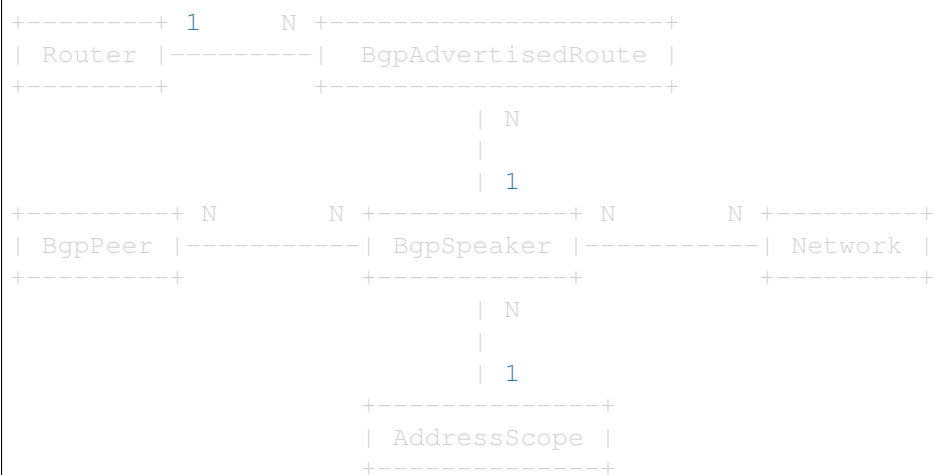 +--------+ 1     N +---------------------+
| Router |---------|  BgpAdvertisedRoute |
+--------+         +---------------------+
                             | N
                             |
                             | 1
+---------+ N       N +-------------+ N       N +---------+
| BgpPeer |-----------| BgpSpeaker |-----------| Network |
+---------+           +-------------+           +---------+
                             | N
                             |
                             | 1
                      +--------------+
                      | AddressScope |
                      +--------------+